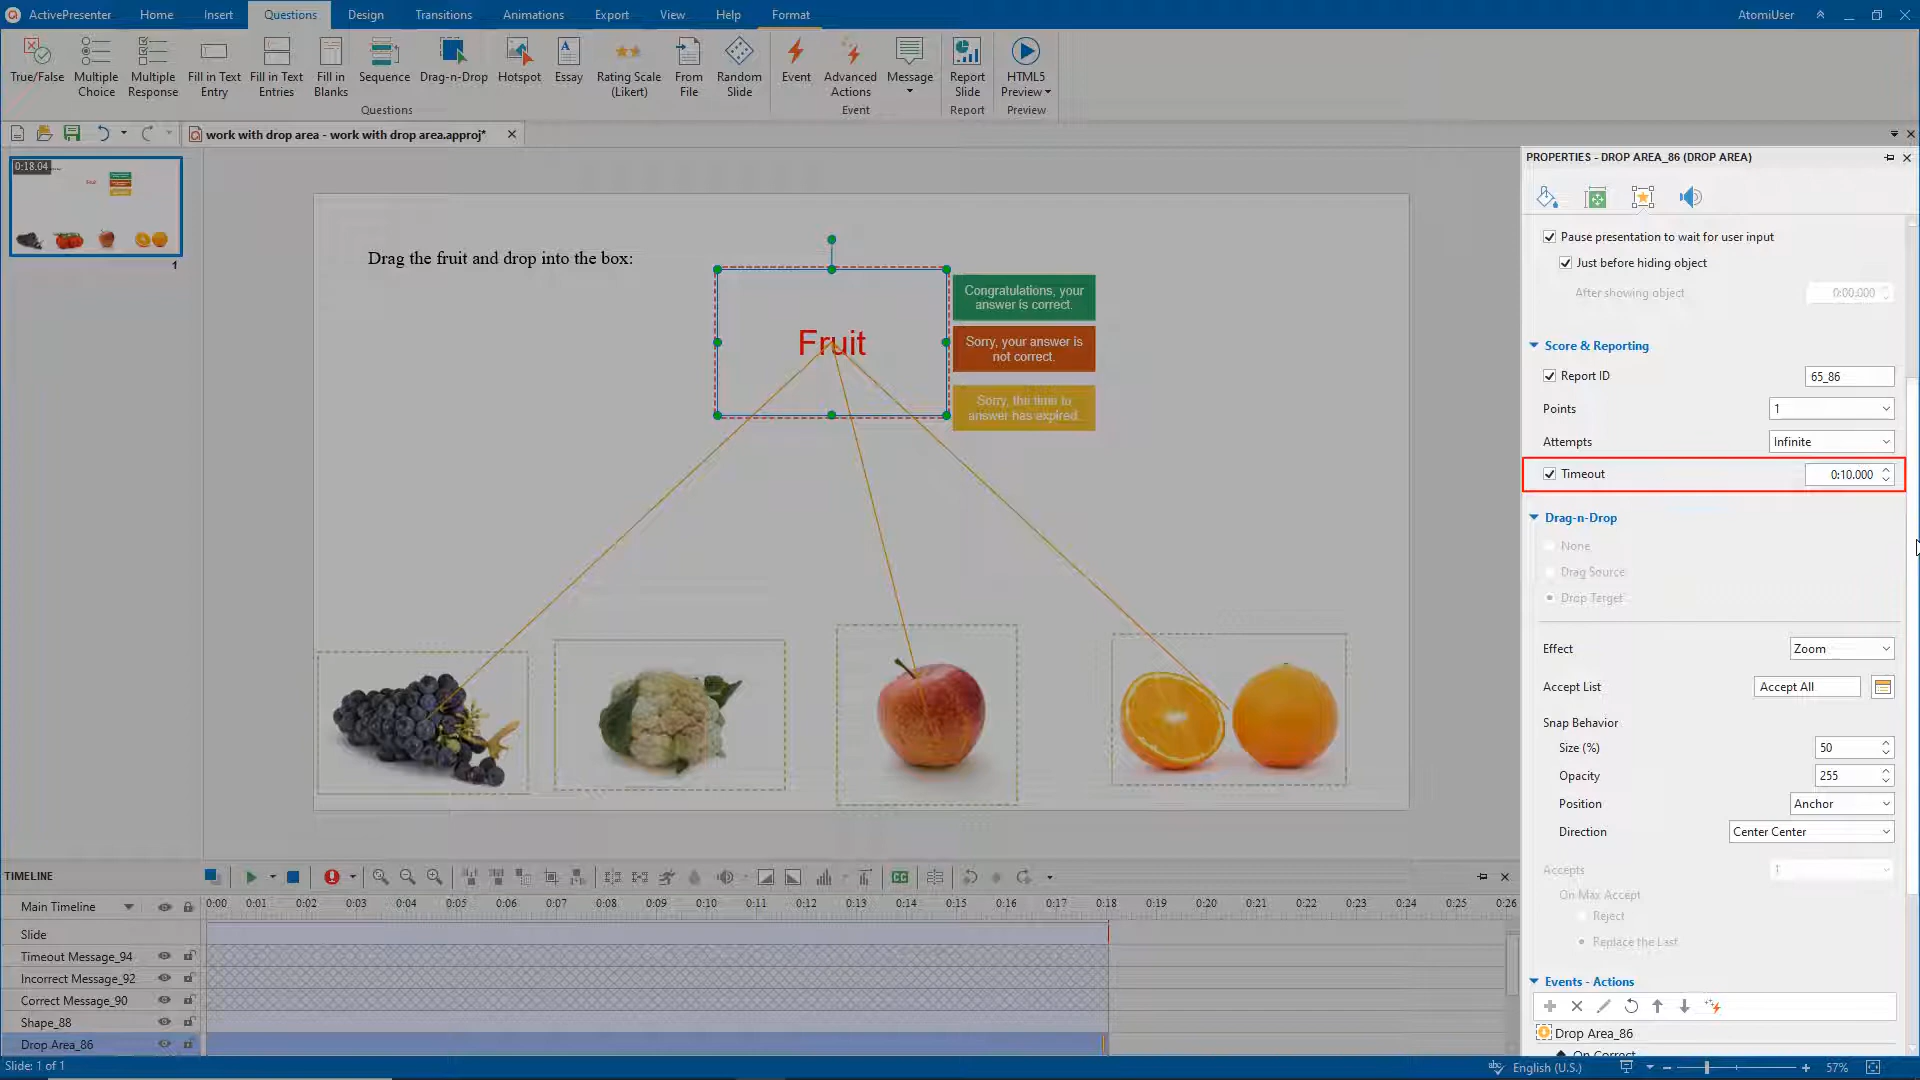 ActivePresenter Home Insert Questions Design Transitions Animations Export View Help Format AtomiUser
True/False Multiple Choice Multiple Response Fill in Text Entry Fill in Text Entries Fill in Blanks Sequence Drag-n-Drop Hotspot Essay Rating Scale (Likert) From File Random Slide Event Advanced Actions Message Report Slide HTML5 Preview
Questions Event Report Preview
work with drop area - work with drop area.approj*
0:18.04
1
Drag the fruit and drop into the box:
Fruit
Congratulations, your
answer is correct.
Sorry, your answer is
not correct.
Sorry, the time to
answer has expired.
PROPERTIES - DROP AREA_86 (DROP AREA)
Pause presentation to wait for user input
Just before hiding object
After showing object 0:00.000
Score & Reporting
Report ID 65_86
Points 1
Attempts Infinite
Timeout 0:10.000
Drag-n-Drop
None
Drag Source
Drop Target
Effect Zoom
Accept List Accept All
Snap Behavior
Size (%) 50
Opacity 255
Position Anchor
Direction Center Center
Accepts 1
On Max Accept
Reject
Replace the Last
Events - Actions
Drop Area_86
On Correct
TIMELINE
CC
Main Timeline 0:00 0:01 0:02 0:03 0:04 0:05 0:06 0:07 0:08 0:09 0:10 0:11 0:12 0:13 0:14 0:15 0:16 0:17 0:18 0:19 0:20 0:21 0:22 0:23 0:24 0:25 0:26
Slide
Timeout Message_94
Incorrect Message_92
Correct Message_90
Shape_88
Drop Area_86
Slide: 1 of 1 English (U.S.) 57%